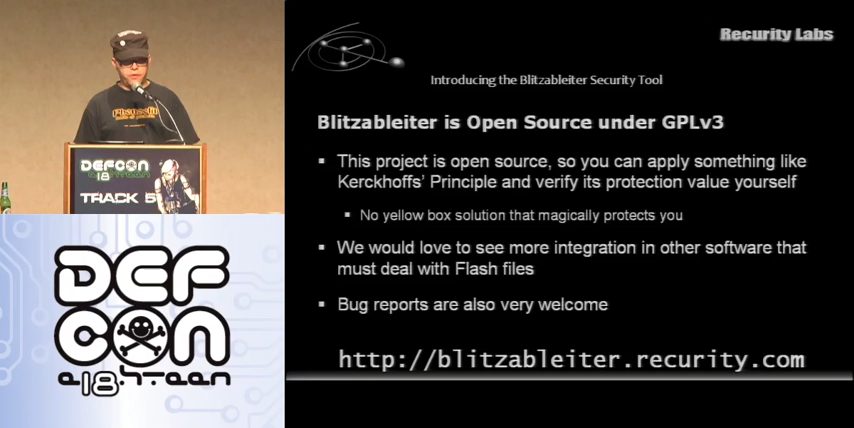 Recurity Labs
Introducing the Blitzableiter Security Tool
Blitzableiter is Open Source under GPLv3
This project is open source, so you can apply something like
Kerckhoffs' Principle and verify its protection value yourself
No yellow box solution that magically protects you
We would love to see more integration in other software that
must deal with Flash files
Bug reports are also very welcome
http://blitzableiter.recurity.com
DEFCON
TRACK 5
DEF
CON
e18hteen